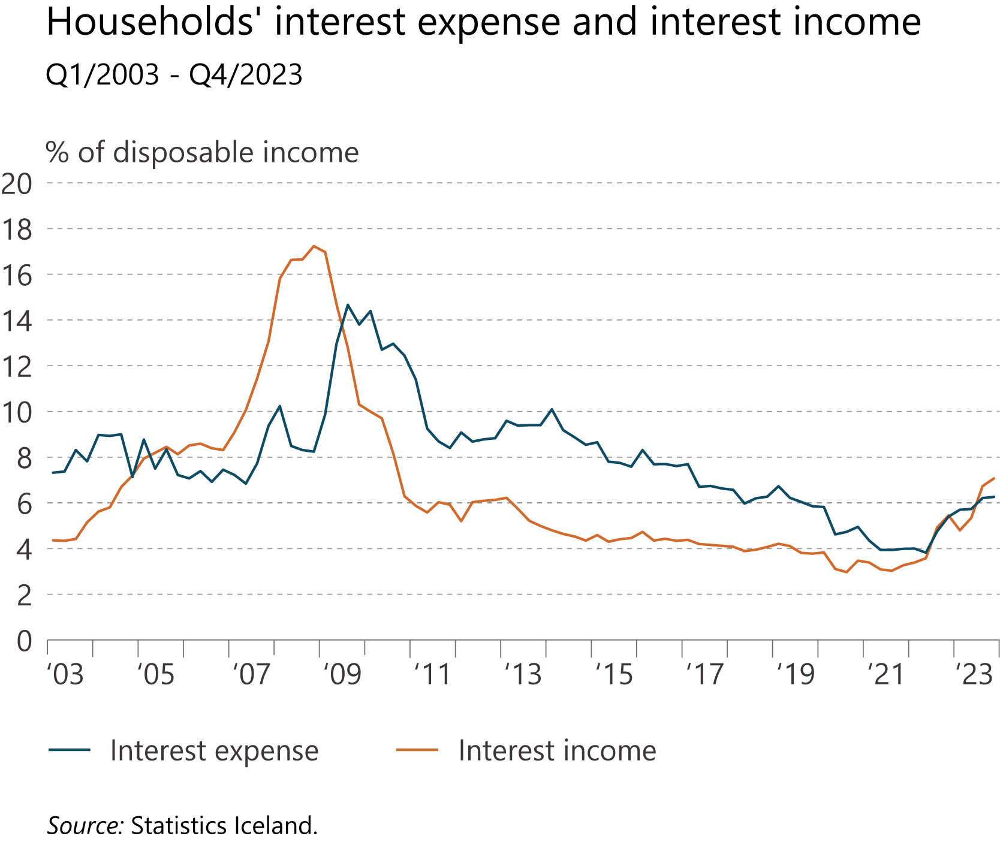 Households' interest expense and interest income
Q1/2003 - Q4/2023
% of disposable income
20
18
16
14
12
10
8
6
4
2
0
‘03 ‘05 ‘07 ‘09 ‘11 ‘13 ‘15 ‘17 ‘19 ‘21 ‘23
Interest expense Interest income
Source: Statistics Iceland.